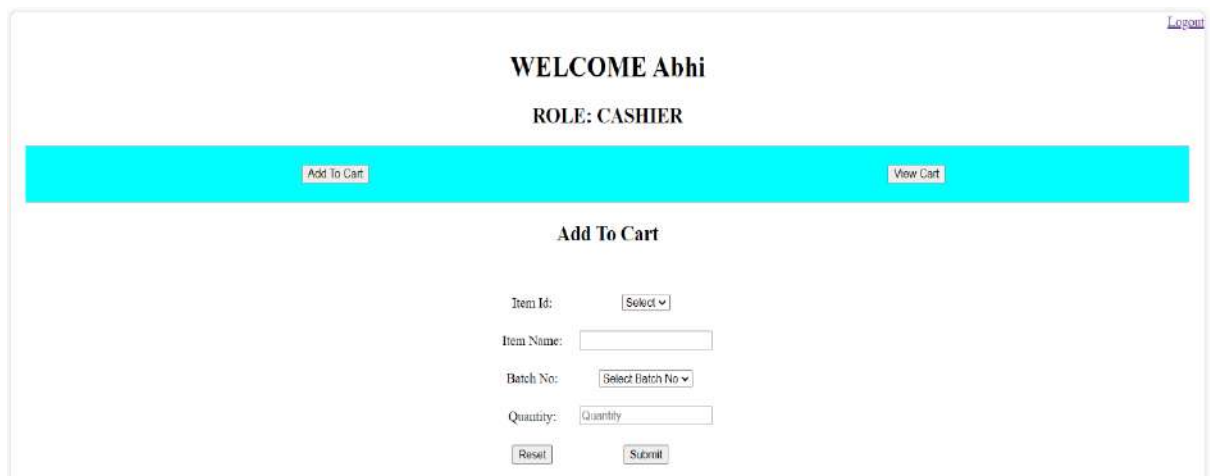 Logout
WELCOME Abhi
ROLE: CASHIER
Add To Cart View Cart
Add To Cart
Item Id: Select
Item Name:
Batch No: Select Batch No
Quantity: Quantity
Reset Submit